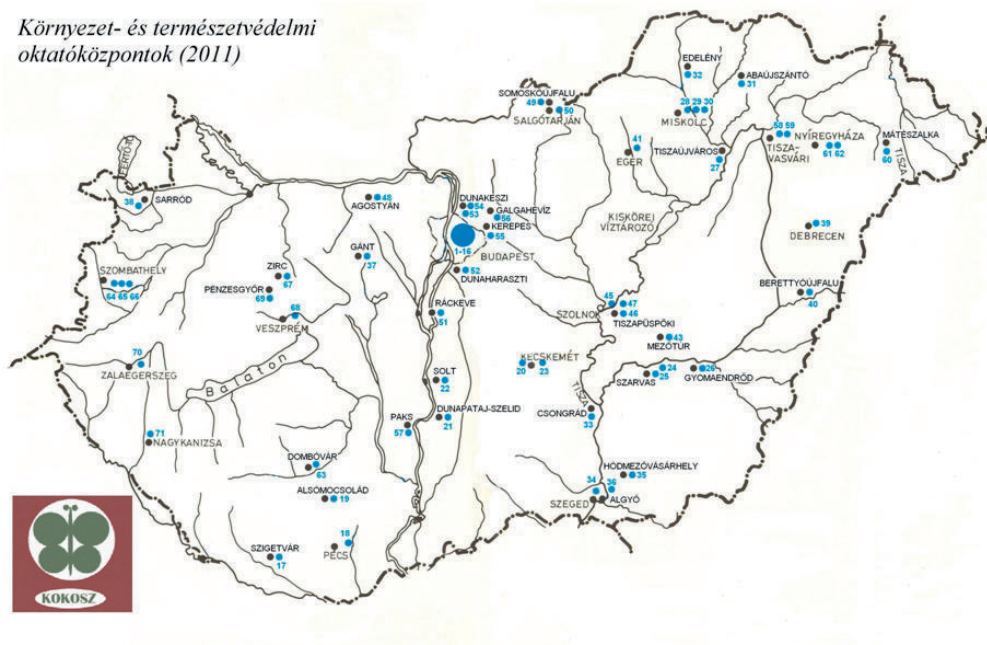 Környezet- és természetvédelmi
oktatóközpontok (2011)
EDELÉNY
32
ABAÚJSZÁNTÓ
31
SOMOSKŐÚJFALU
49
50
SALGÓTARJÁN
28 29 30
MISKOLC
58 59
NYÍREGYHÁZA
TISZA-
VASVÁRI
61 62
MÁTÉSZALKA
60
TISZA
41
EGER
TISZAÚJVÁROS
27
FERTŐ-TÓ
38
SARRÓD
48
AGOSTYÁN
DUNAKESZI
54
53
GALGAHEVÍZ
56
KEREPES
55
1-16
BUDAPEST
KISKÖREI
VÍZTÁROZÓ
39
DEBRECEN
GÁNT
37
52
DUNAHARASZTI
SZOMBATHELY
64 65 66
ZIRC
67
PÉNZESGYŐR
69
68
VESZPRÉM
RÁCKEVE
51
45
47
SZOLNOK
46
TISZAPÜSPÖKI
BERETTYÓÚJFALU
40
43
MEZŐTÚR
70
ZALAEGERSZEG
Balaton
KECSKEMÉT
20
23
24
SZARVAS
25
26
GYOMAENDRŐD
SOLT
22
TISZA
CSONGRÁD
33
PAKS
57
DUNAPATAJ-SZELID
21
71
NAGYKANIZSA
DOMBÓVÁR
63
ALSÓMOCSOLÁD
19
HÓDMEZŐVÁSÁRHELY
35
34
36
SZEGED
ALGYŐ
18
PÉCS
SZIGETVÁR
17
KOKOSZ